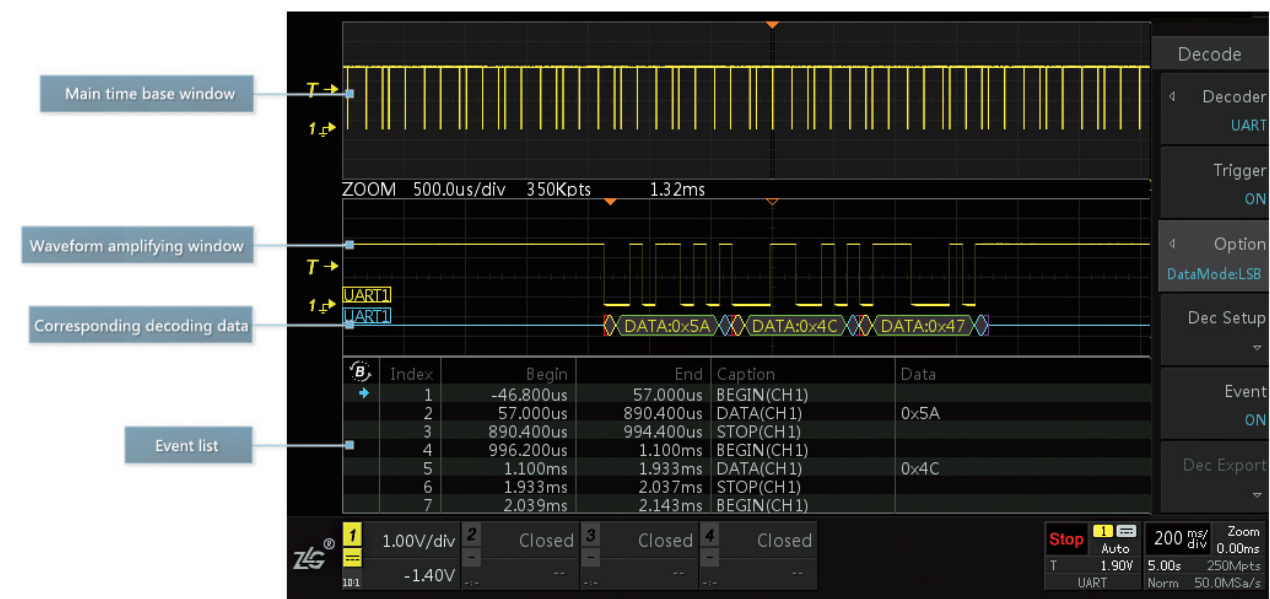 Main time base window
Waveform amplifying window
Corresponding decoding data
Event list
T
1
ZOOM 500.0us/div 350Kpts 1.32ms
T
UART1
1
UART1
DATA:0x5A DATA:0x4C DATA:0x47
B Index Begin End Caption Data
1 -46.800us 57.000us BEGIN(CH1)
2 57.000us 890.400us DATA(CH1) 0x5A
3 890.400us 994.400us STOP(CH1)
4 996.200us 1.100ms BEGIN(CH1)
5 1.100ms 1.933ms DATA(CH1) 0x4C
6 1.933ms 2.037ms STOP(CH1)
7 2.039ms 2.143ms BEGIN(CH1)
Decode
Decoder
UART
Trigger
ON
Option
DataMode:LSB
Dec Setup
Event
ON
Dec Export
ZLG®
1 1.00V/div
10:1 -1.40V
2 Closed
-:- --
3 Closed
-:- --
4 Closed
-:- --
Stop 1 Auto
T 1.90V
UART
200 ms/div Zoom 0.00ms
5.00s 250Mpts
Norm 50.0MSa/s